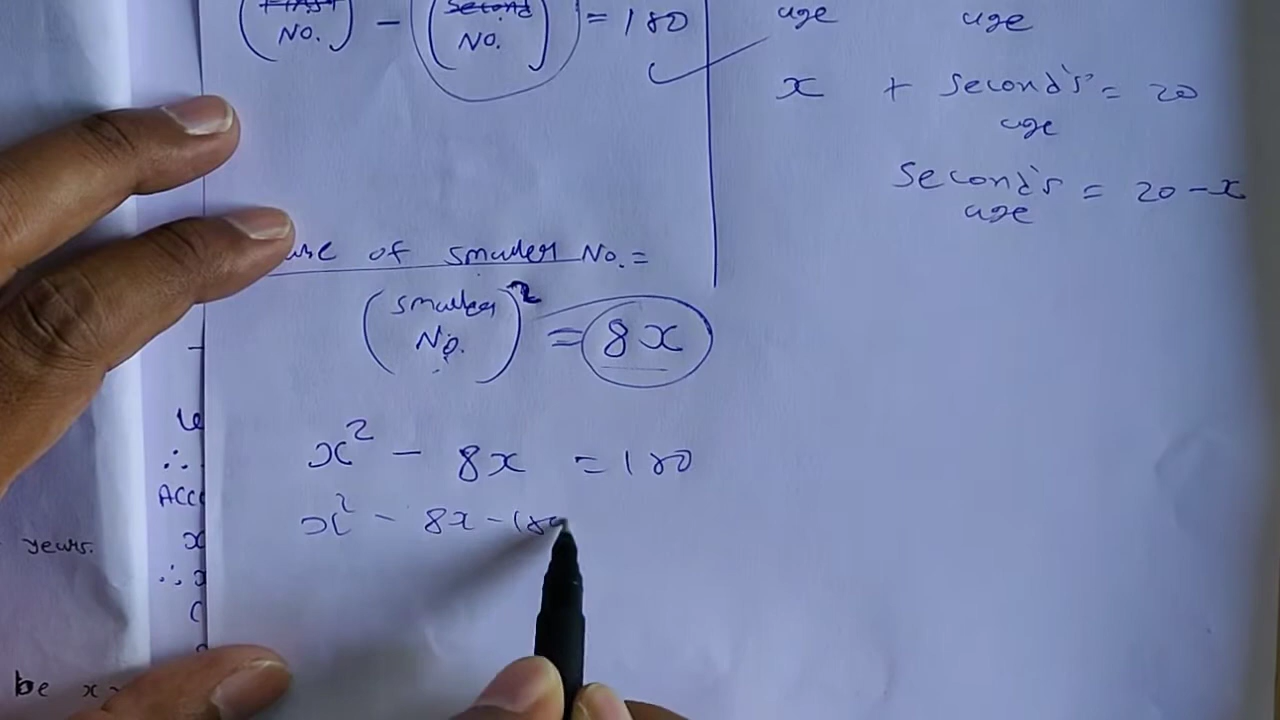 No. - No. = 180
age age
x + second's = 20
age
second's = 20 - x
age
of smaller No. =
(smaller No.)² = 8x
x² - 8x = 180
x² - 8x - 180
years.
be x